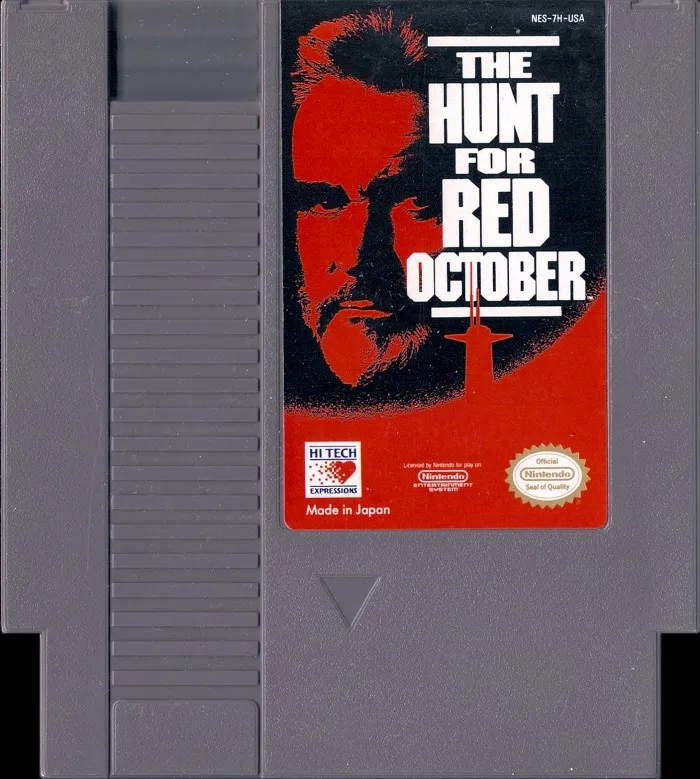 NES-7H-USA
THE
HUNT
FOR
RED
OCTOBER
TM
HI TECH
EXPRESSIONS
Made in Japan
Licensed by Nintendo for play on
Nintendo
ENTERTAINMENT
SYSTEM
Official
Nintendo
Seal of Quality